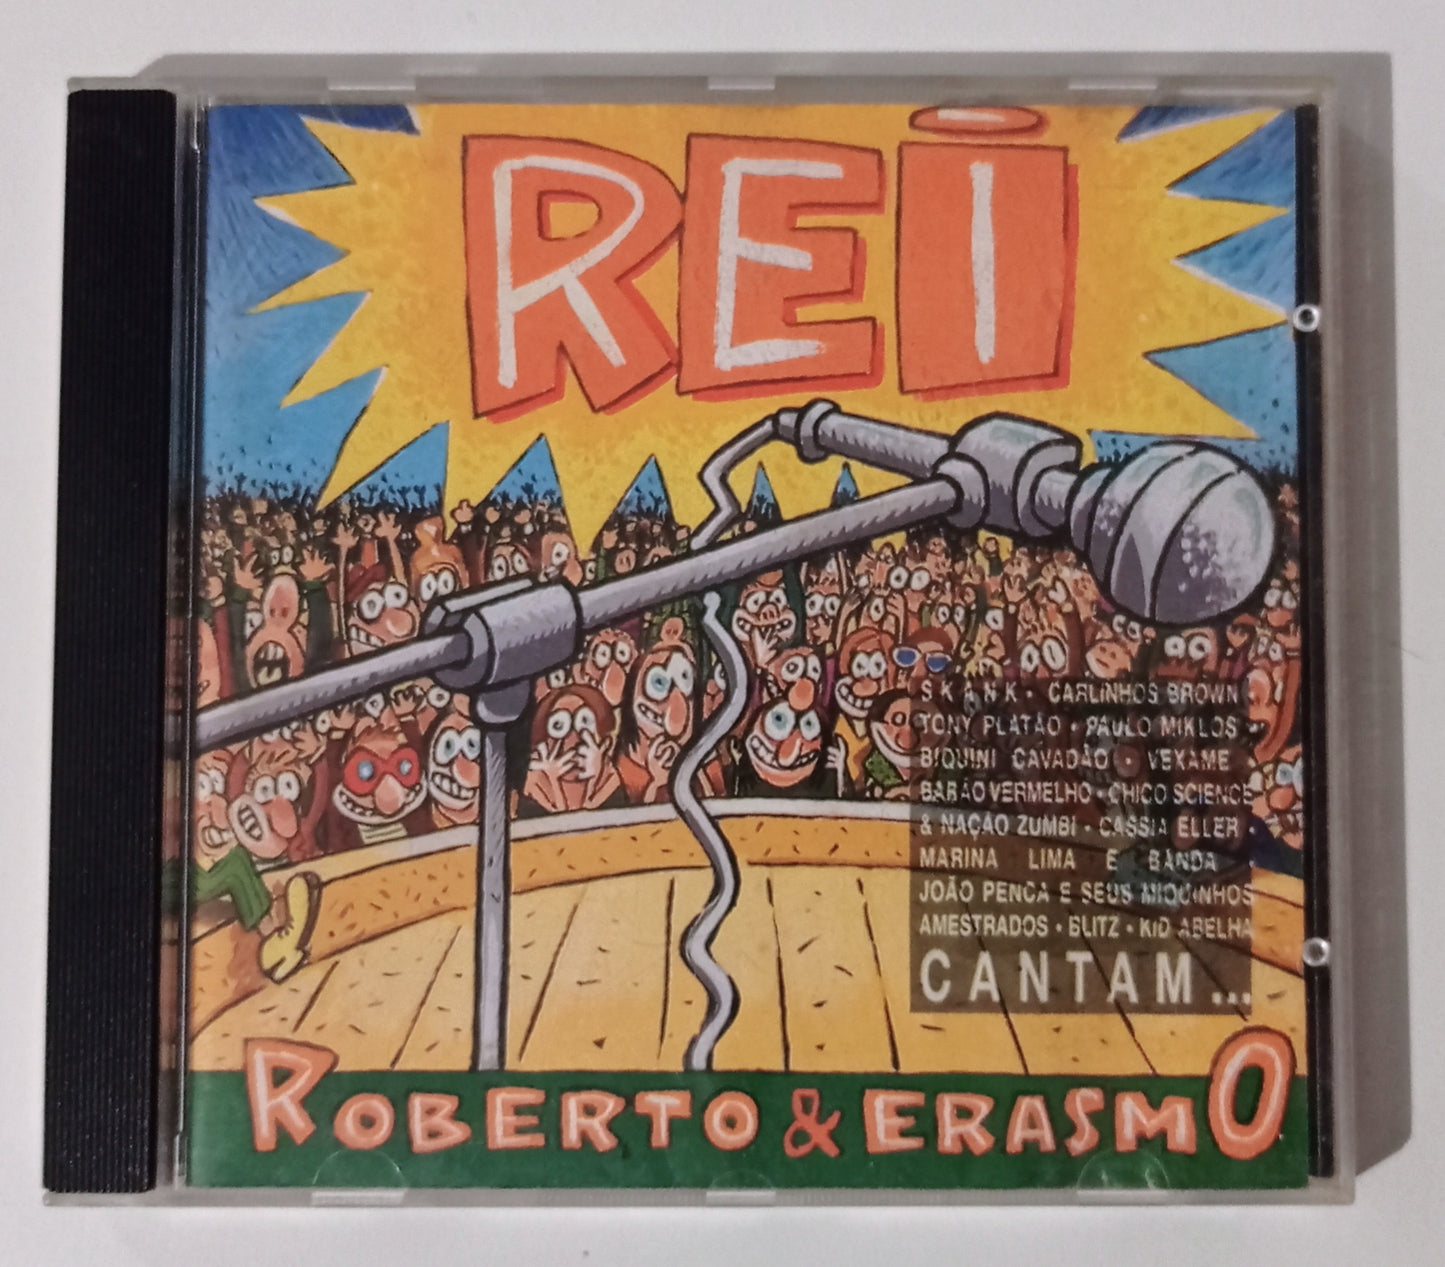 REI
SKANK · CARLINHOS BROWN ·
TONY PLATÃO · PAULO MIKLOS ·
BIQUINI CAVADÃO · VEXAME ·
BARÃO VERMELHO · CHICO SCIENCE
& NAÇÃO ZUMBI · CASSIA ELLER ·
MARINA LIMA E BANDA ·
JOÃO PENCA E SEUS MIQUINHOS
AMESTRADOS · BLITZ · KID ABELHA
CANTAM...
ROBERTO & ERASMO